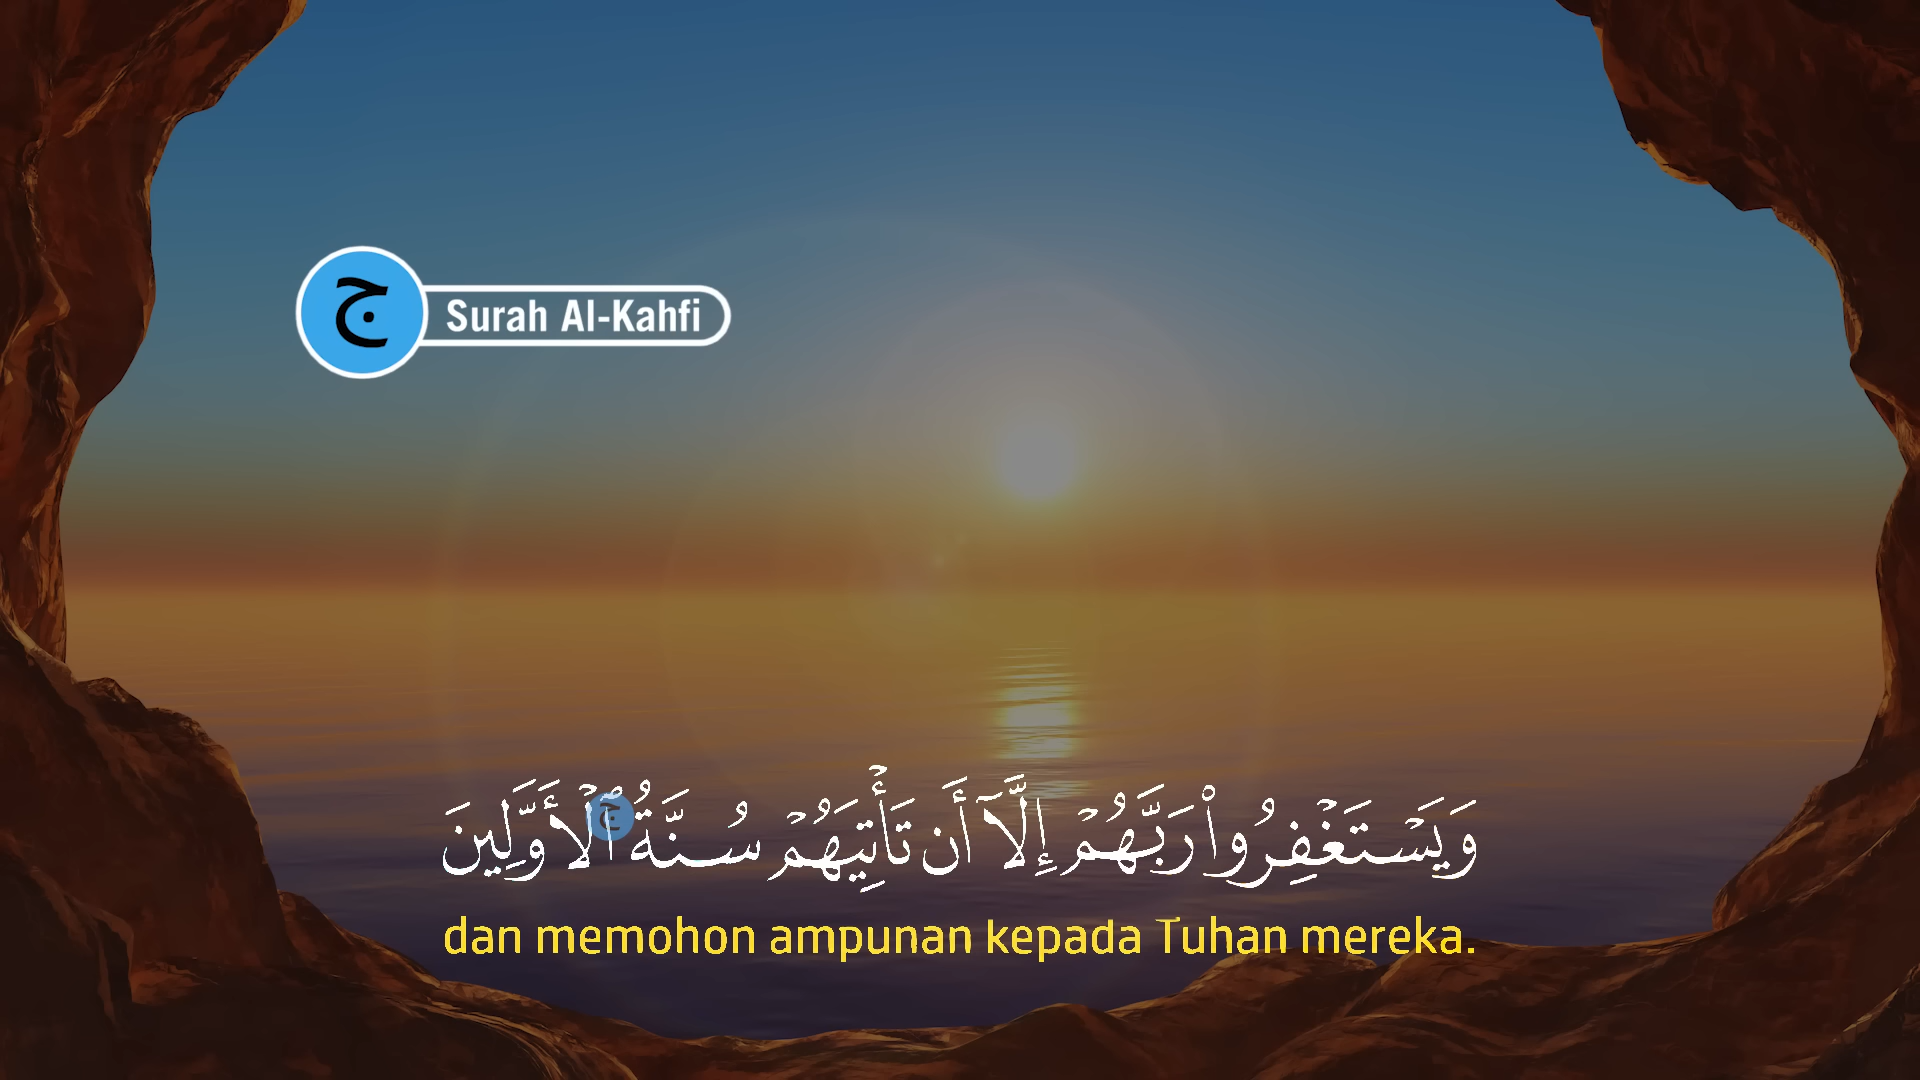 ج
Surah Al-Kahfi
وَيَسْتَغْفِرُوا۟ رَبَّهُمْ إِلَّآ أَن تَأْتِيَهُمْ سُنَّةُ ٱلْأَوَّلِينَ
ج
dan memohon ampunan kepada Tuhan mereka.